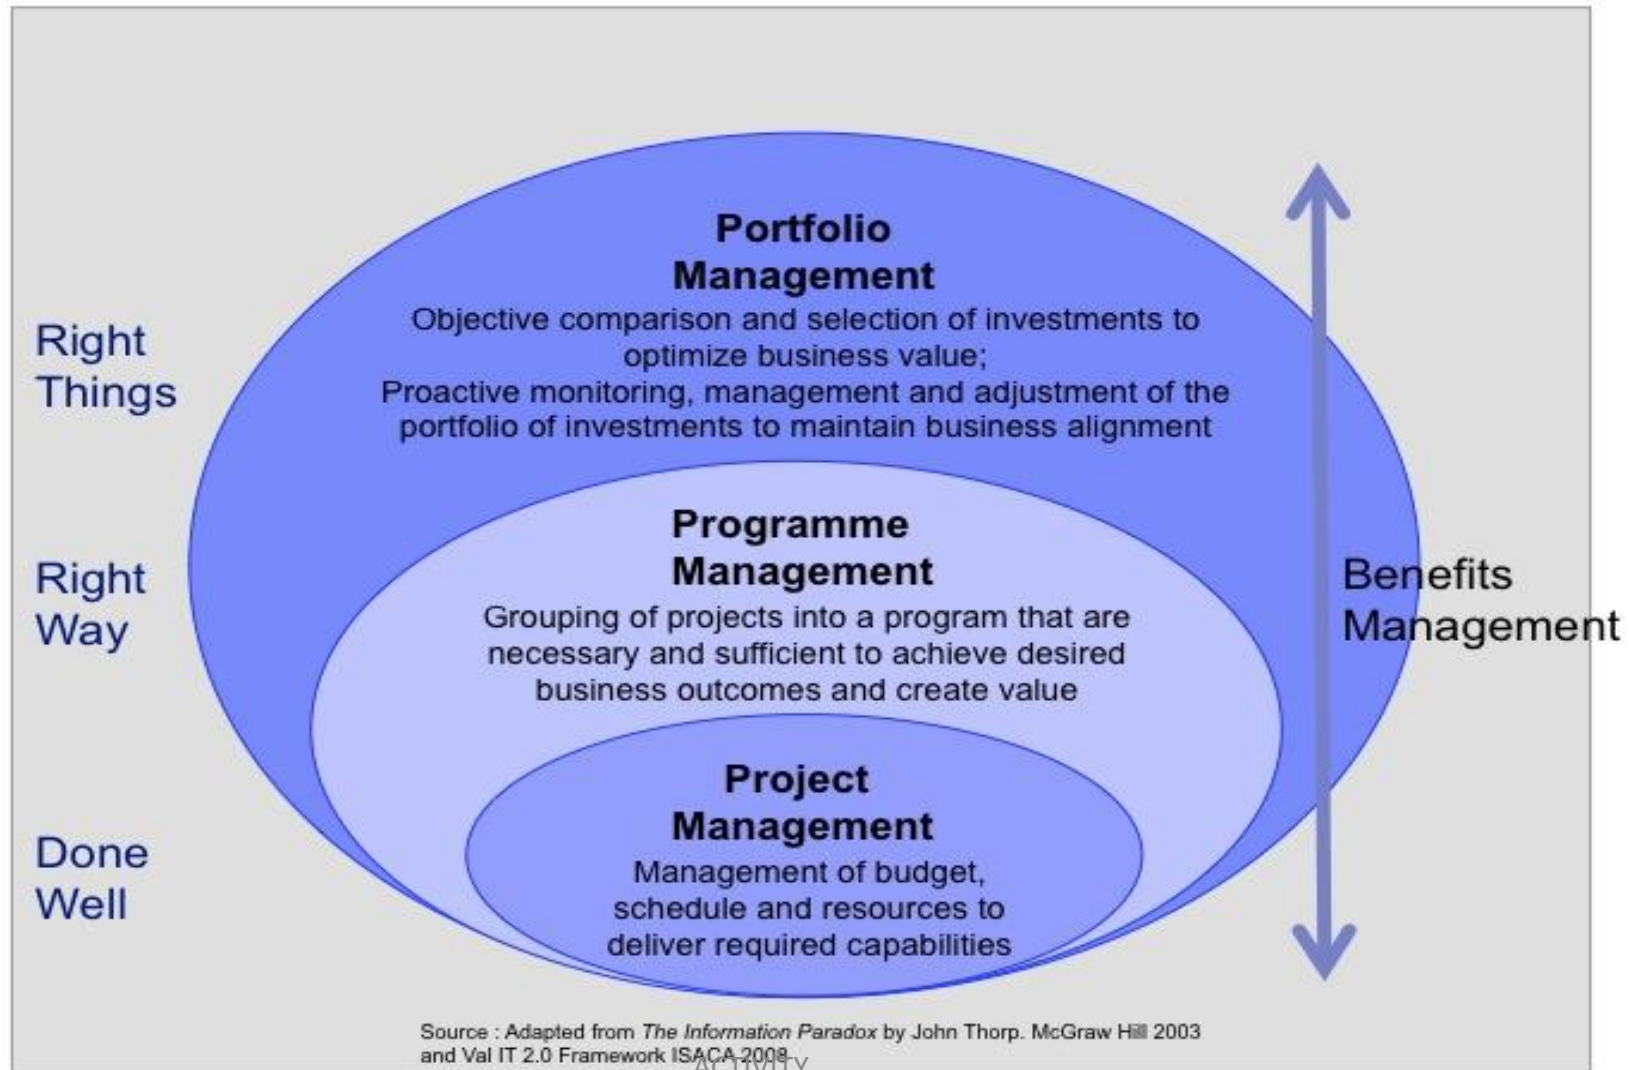 Portfolio
Management
Objective comparison and selection of investments to
optimize business value;
Proactive monitoring, management and adjustment of the
portfolio of investments to maintain business alignment
Right
Things
Programme
Management
Grouping of projects into a program that are
necessary and sufficient to achieve desired
business outcomes and create value
Right
Way
Benefits
Management
Project
Management
Management of budget,
schedule and resources to
deliver required capabilities
Done
Well
Source : Adapted from The Information Paradox by John Thorp. McGraw Hill 2003
and Val IT 2.0 Framework ISACA 2008
ACTIVITY